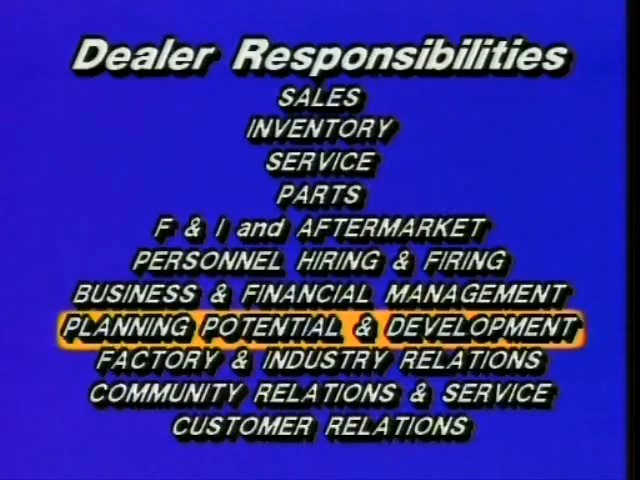 Dealer Responsibilities
SALES
INVENTORY
SERVICE
PARTS
F & I and AFTERMARKET
PERSONNEL HIRING & FIRING
BUSINESS & FINANCIAL MANAGEMENT
PLANNING POTENTIAL & DEVELOPMENT
FACTORY & INDUSTRY RELATIONS
COMMUNITY RELATIONS & SERVICE
CUSTOMER RELATIONS